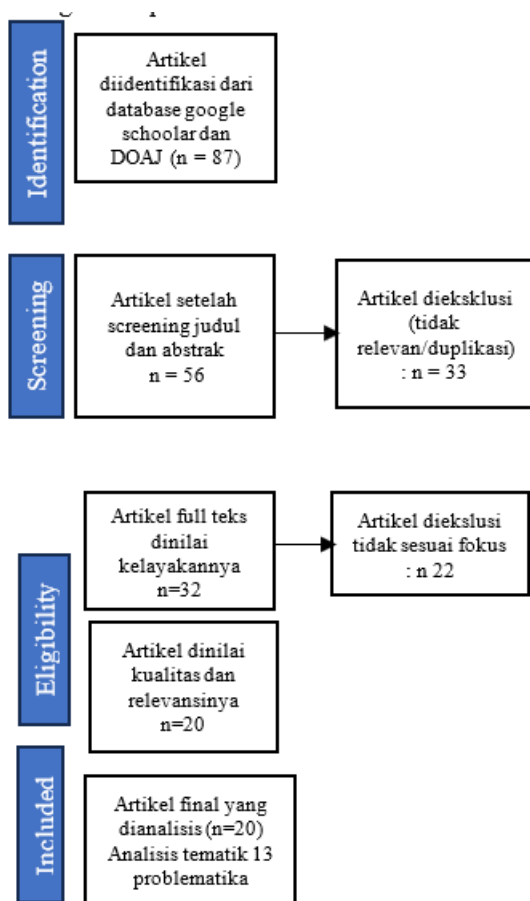 Identification
Artikel
diidentifikasi dari
database google
schoolar dan
DOAJ (n = 87)
Screening
Artikel setelah
screening judul
dan abstrak
n = 56
Artikel dieksklusi
(tidak
relevan/duplikasi)
: n = 33
Eligibility
Artikel full teks
dinilai
kelayakannya
n=32
Artikel diekslusi
tidak sesuai fokus
: n 22
Artikel dinilai
kualitas dan
relevansinya
n=20
Included
Artikel final yang
dianalisis (n=20)
Analisis tematik 13
problematika